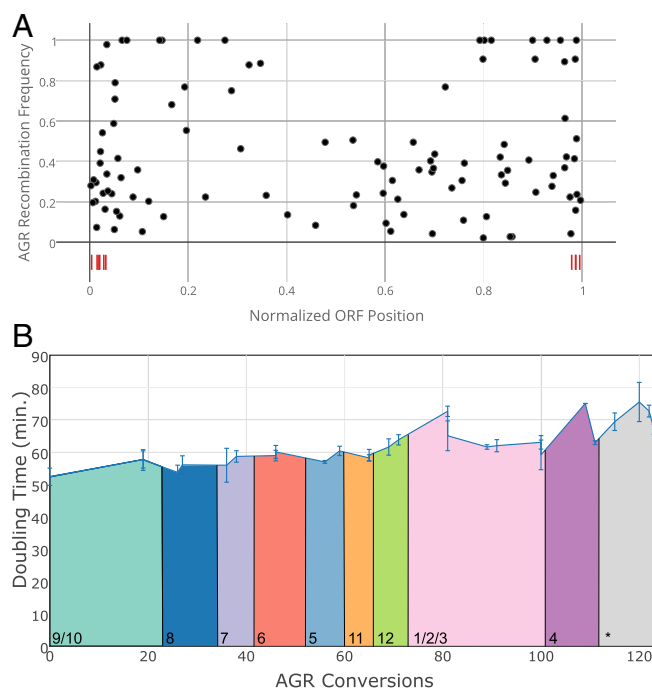 A
AGR Recombination Frequency
1
0.8
0.6
0.4
0.2
0
0 0.2 0.4 0.6 0.8 1
Normalized ORF Position
B
Doubling Time (min.)
90
80
70
60
50
40
30
20
10
0
9/10 8 7 6 5 11 12 1/2/3 4 *
0 20 40 60 80 100 120
AGR Conversions